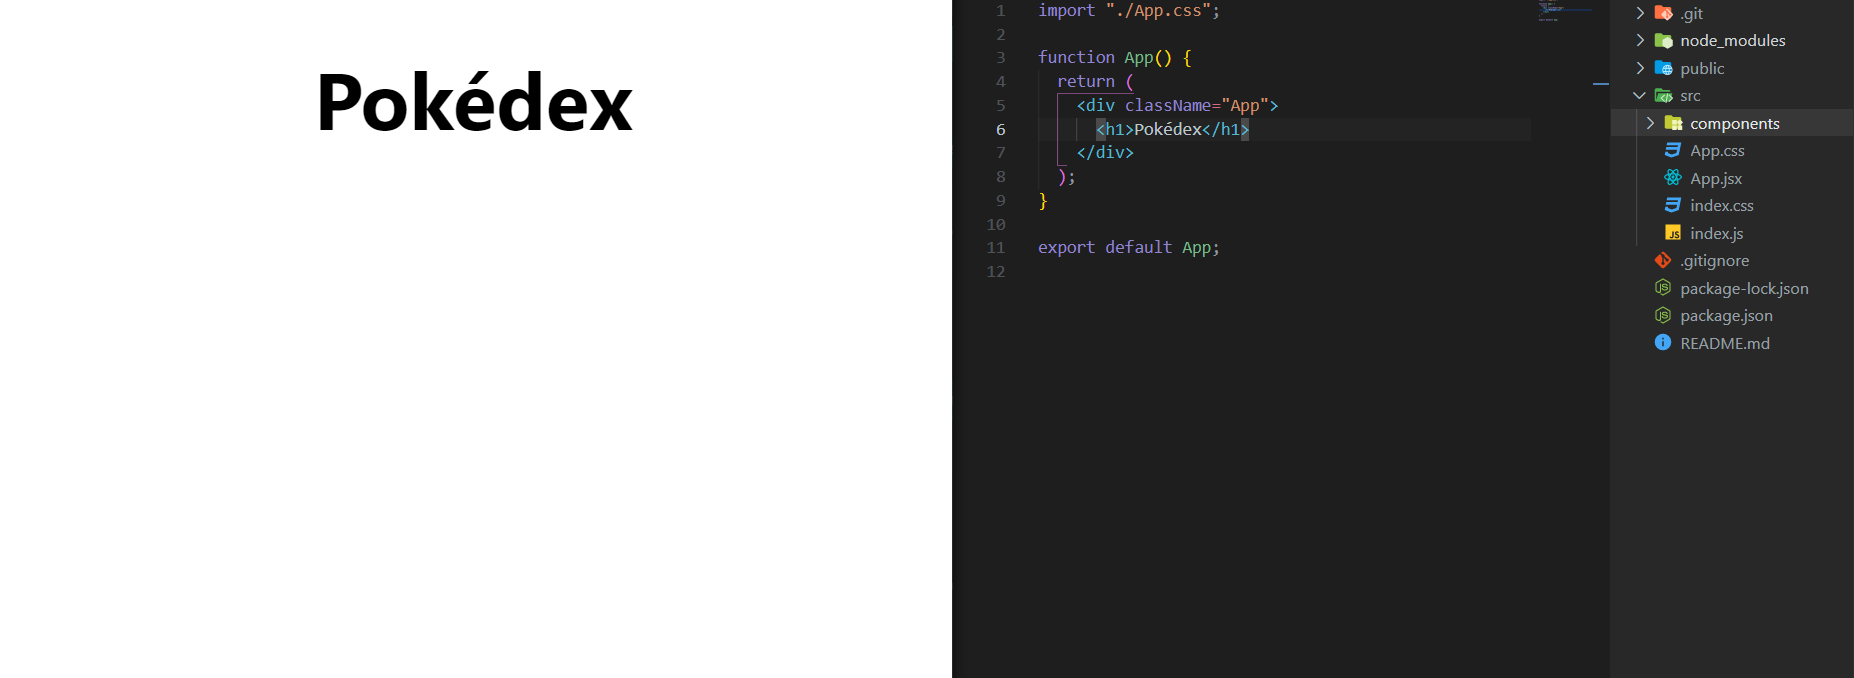 Pokédex
1 import "./App.css";
2
3 function App() {
4 return (
5 <div className="App">
6 <h1>Pokédex</h1>
7 </div>
8 );
9 }
10
11 export default App;
12
.git
node_modules
public
src
components
App.css
App.jsx
index.css
index.js
.gitignore
package-lock.json
package.json
README.md